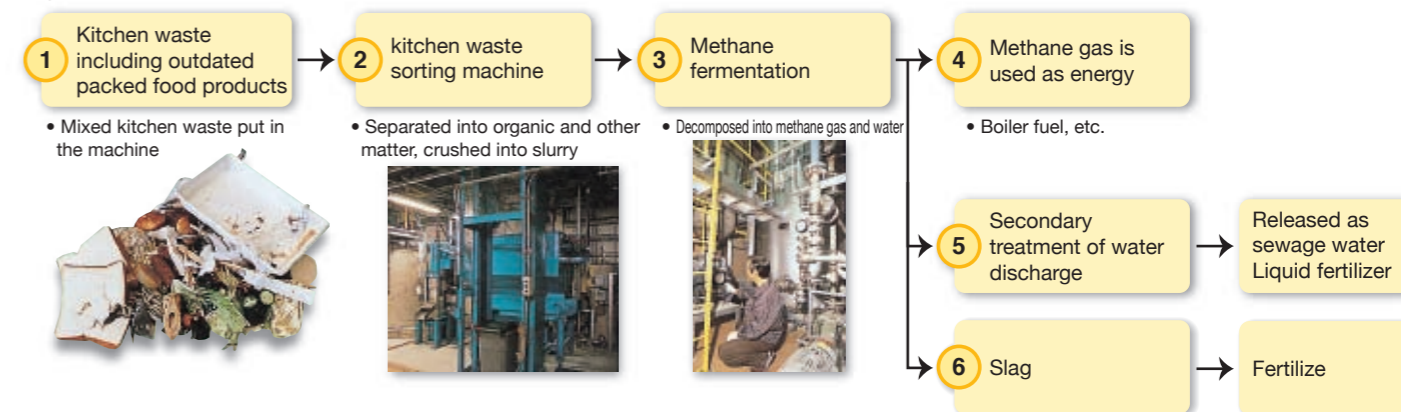 1
Kitchen waste
including outdated
packed food products
• Mixed kitchen waste put in
the machine
2
kitchen waste
sorting machine
• Separated into organic and other
matter, crushed into slurry
3
Methane
fermentation
• Decomposed into methane gas and water
4
Methane gas is
used as energy
• Boiler fuel, etc.
5
Secondary
treatment of water
discharge
Released as
sewage water
Liquid fertilizer
6
Slag
Fertilize